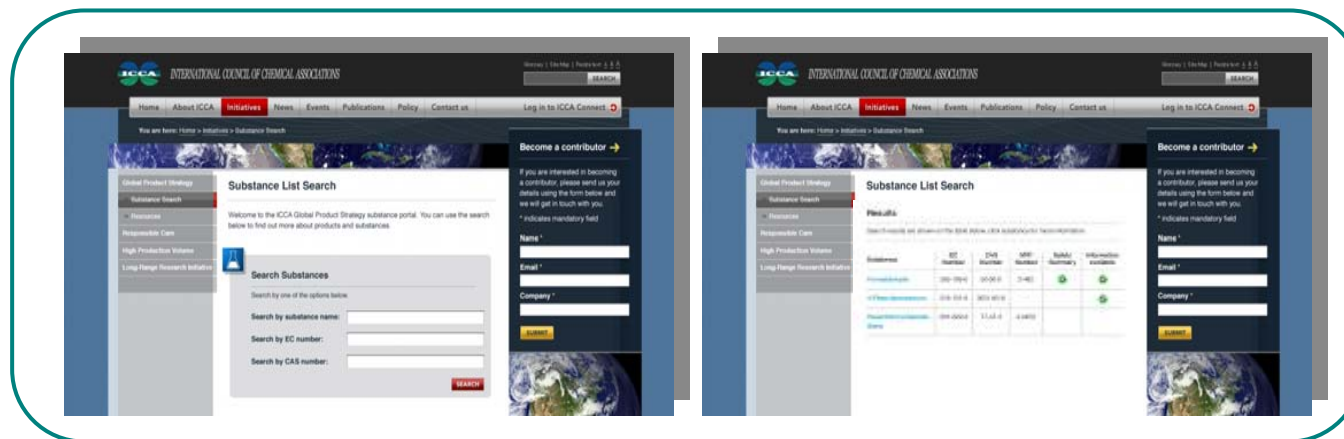 ICCA
INTERNATIONAL COUNCIL OF CHEMICAL ASSOCIATIONS
SEARCH
Home About ICCA Initiatives News Events Publications Policy Contact us Log in to ICCA Connect
You are here: Home > Initiatives > Substance Search
Global Product Strategy
Substance Search
Resources
Responsible Care
High Production Volume
Long Range Research Initiative
Substance List Search
Welcome to the ICCA Global Product Strategy substance portal. You can use the search
below to find out more about products and substances.
Search Substances
Search by one of the options below
Search by substance name:
Search by EC number:
Search by CAS number:
SEARCH
Become a contributor
If you are interested in becoming
a contributor, please send us your
details using the form below and
we will get in touch with you.
* indicates mandatory field
Name *
Email *
Company *
SUBMIT
ICCA
INTERNATIONAL COUNCIL OF CHEMICAL ASSOCIATIONS
SEARCH
Home About ICCA Initiatives News Events Publications Policy Contact us Log in to ICCA Connect
You are here: Home > Initiatives > Substance Search
Global Product Strategy
Substance Search
Resources
Responsible Care
High Production Volume
Long Range Research Initiative
Substance List Search
Results
Become a contributor
If you are interested in becoming
a contributor, please send us your
details using the form below and
we will get in touch with you.
* indicates mandatory field
Name *
Email *
Company *
SUBMIT